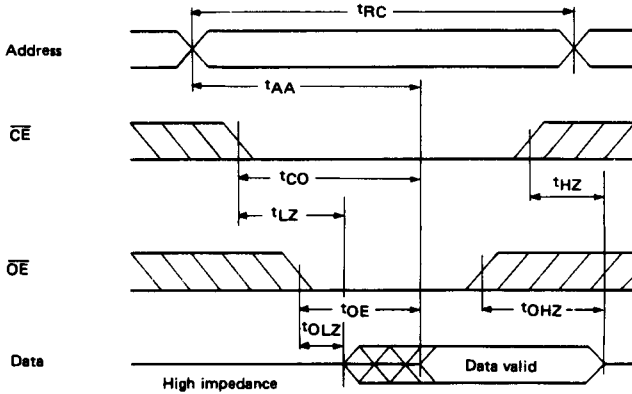 tRC
Address
tAA
CE
tCO
tHZ
tLZ
OE
tOE
tOHZ
tOLZ
Data
Data valid
High impedance